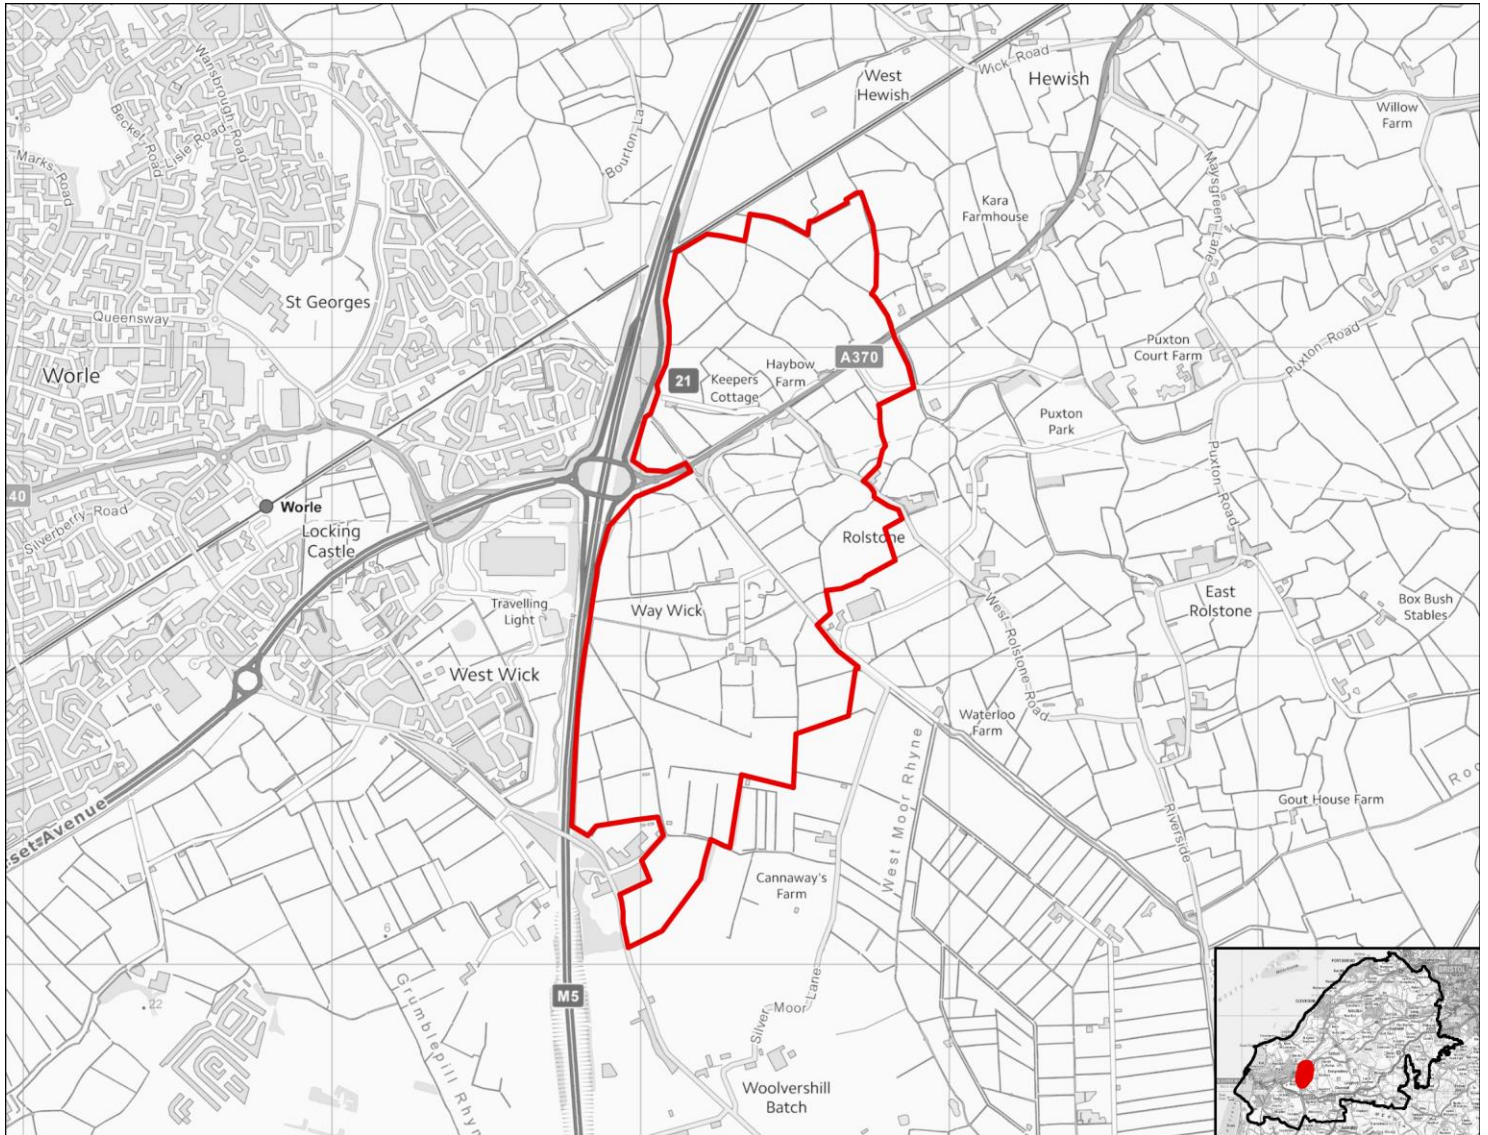 West
Hewish
Wick Road
Hewish
Willow
Farm
16
Wansbrough Road
Becket Road
Lisle Road
Marks Road
Bourton La
Maysgreen Lane
Kara
Farmhouse
St Georges
Queensway
Worle
Puxton
Court Farm
Puxton Road
A370
21
Keepers
Cottage
Haybow
Farm
Puxton
Park
Puxton Road
40
Silverberry Road
Worle
Locking
Castle
Rolstone
Travelling
Light
Way Wick
East
Rolstone
Box Bush
Stables
West Rolstone Road
West Wick
Waterloo
Farm
West Moor Rhyne
Gout House Farm
Riverside
set Avenue
Cannaway's
Farm
6
22
Grumblepill Rhyn
M5
Silver Moor Lane
Woolvershill
Batch
BRISTOL